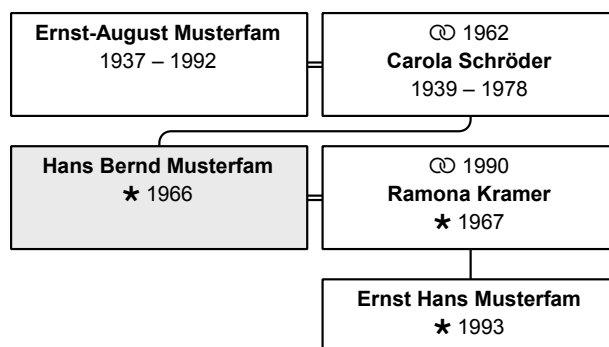 Ernst-August Musterfam
1937 – 1992
⚭ 1962
Carola Schröder
1939 – 1978
Hans Bernd Musterfam
★ 1966
⚭ 1990
Ramona Kramer
★ 1967
Ernst Hans Musterfam
★ 1993